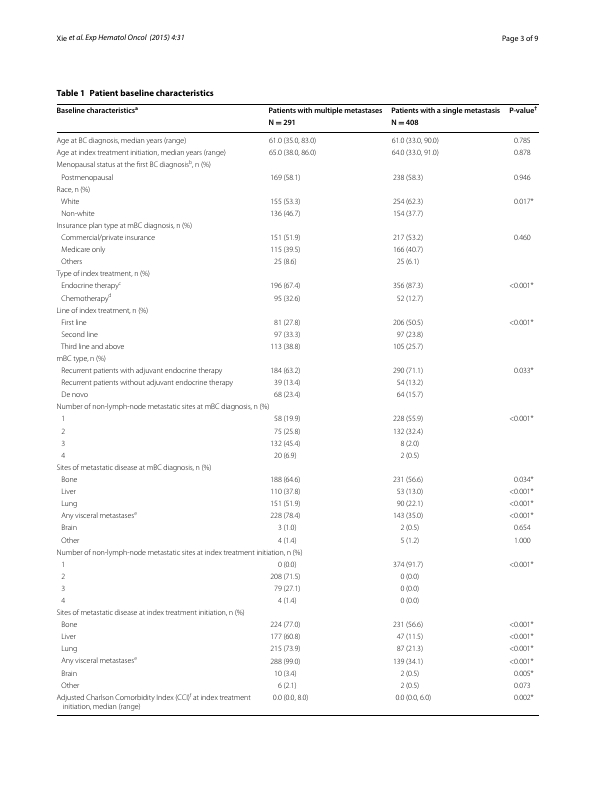 Xie et al. Exp Hematol Oncol (2015) 4:31 Page 3 of 9
Table 1 Patient baseline characteristics
Baseline characteristicsa Patients with multiple metastases Patients with a single metastasis P-value†
N = 291 N = 408
Age at BC diagnosis, median years (range) 61.0 (35.0, 83.0) 61.0 (33.0, 90.0) 0.785
Age at index treatment initiation, median years (range) 65.0 (38.0, 86.0) 64.0 (33.0, 91.0) 0.878
Menopausal status at the first BC diagnosisb, n (%)
Postmenopausal 169 (58.1) 238 (58.3) 0.946
Race, n (%)
White 155 (53.3) 254 (62.3) 0.017*
Non-white 136 (46.7) 154 (37.7)
Insurance plan type at mBC diagnosis, n (%)
Commercial/private insurance 151 (51.9) 217 (53.2) 0.460
Medicare only 115 (39.5) 166 (40.7)
Others 25 (8.6) 25 (6.1)
Type of index treatment, n (%)
Endocrine therapyc 196 (67.4) 356 (87.3) <0.001*
Chemotherapyd 95 (32.6) 52 (12.7)
Line of index treatment, n (%)
First line 81 (27.8) 206 (50.5) <0.001*
Second line 97 (33.3) 97 (23.8)
Third line and above 113 (38.8) 105 (25.7)
mBC type, n (%)
Recurrent patients with adjuvant endocrine therapy 184 (63.2) 290 (71.1) 0.033*
Recurrent patients without adjuvant endocrine therapy 39 (13.4) 54 (13.2)
De novo 68 (23.4) 64 (15.7)
Number of non-lymph-node metastatic sites at mBC diagnosis, n (%)
1 58 (19.9) 228 (55.9) <0.001*
2 75 (25.8) 132 (32.4)
3 132 (45.4) 8 (2.0)
4 20 (6.9) 2 (0.5)
Sites of metastatic disease at mBC diagnosis, n (%)
Bone 188 (64.6) 231 (56.6) 0.034*
Liver 110 (37.8) 53 (13.0) <0.001*
Lung 151 (51.9) 90 (22.1) <0.001*
Any visceral metastasese 228 (78.4) 143 (35.0) <0.001*
Brain 3 (1.0) 2 (0.5) 0.654
Other 4 (1.4) 5 (1.2) 1.000
Number of non-lymph-node metastatic sites at index treatment initiation, n (%)
1 0 (0.0) 374 (91.7) <0.001*
2 208 (71.5) 0 (0.0)
3 79 (27.1) 0 (0.0)
4 4 (1.4) 0 (0.0)
Sites of metastatic disease at index treatment initiation, n (%)
Bone 224 (77.0) 231 (56.6) <0.001*
Liver 177 (60.8) 47 (11.5) <0.001*
Lung 215 (73.9) 87 (21.3) <0.001*
Any visceral metastasese 288 (99.0) 139 (34.1) <0.001*
Brain 10 (3.4) 2 (0.5) 0.005*
Other 6 (2.1) 2 (0.5) 0.073
Adjusted Charlson Comorbidity Index (CCI)f at index treatment 0.0 (0.0, 8.0) 0.0 (0.0, 6.0) 0.002*
initiation, median (range)